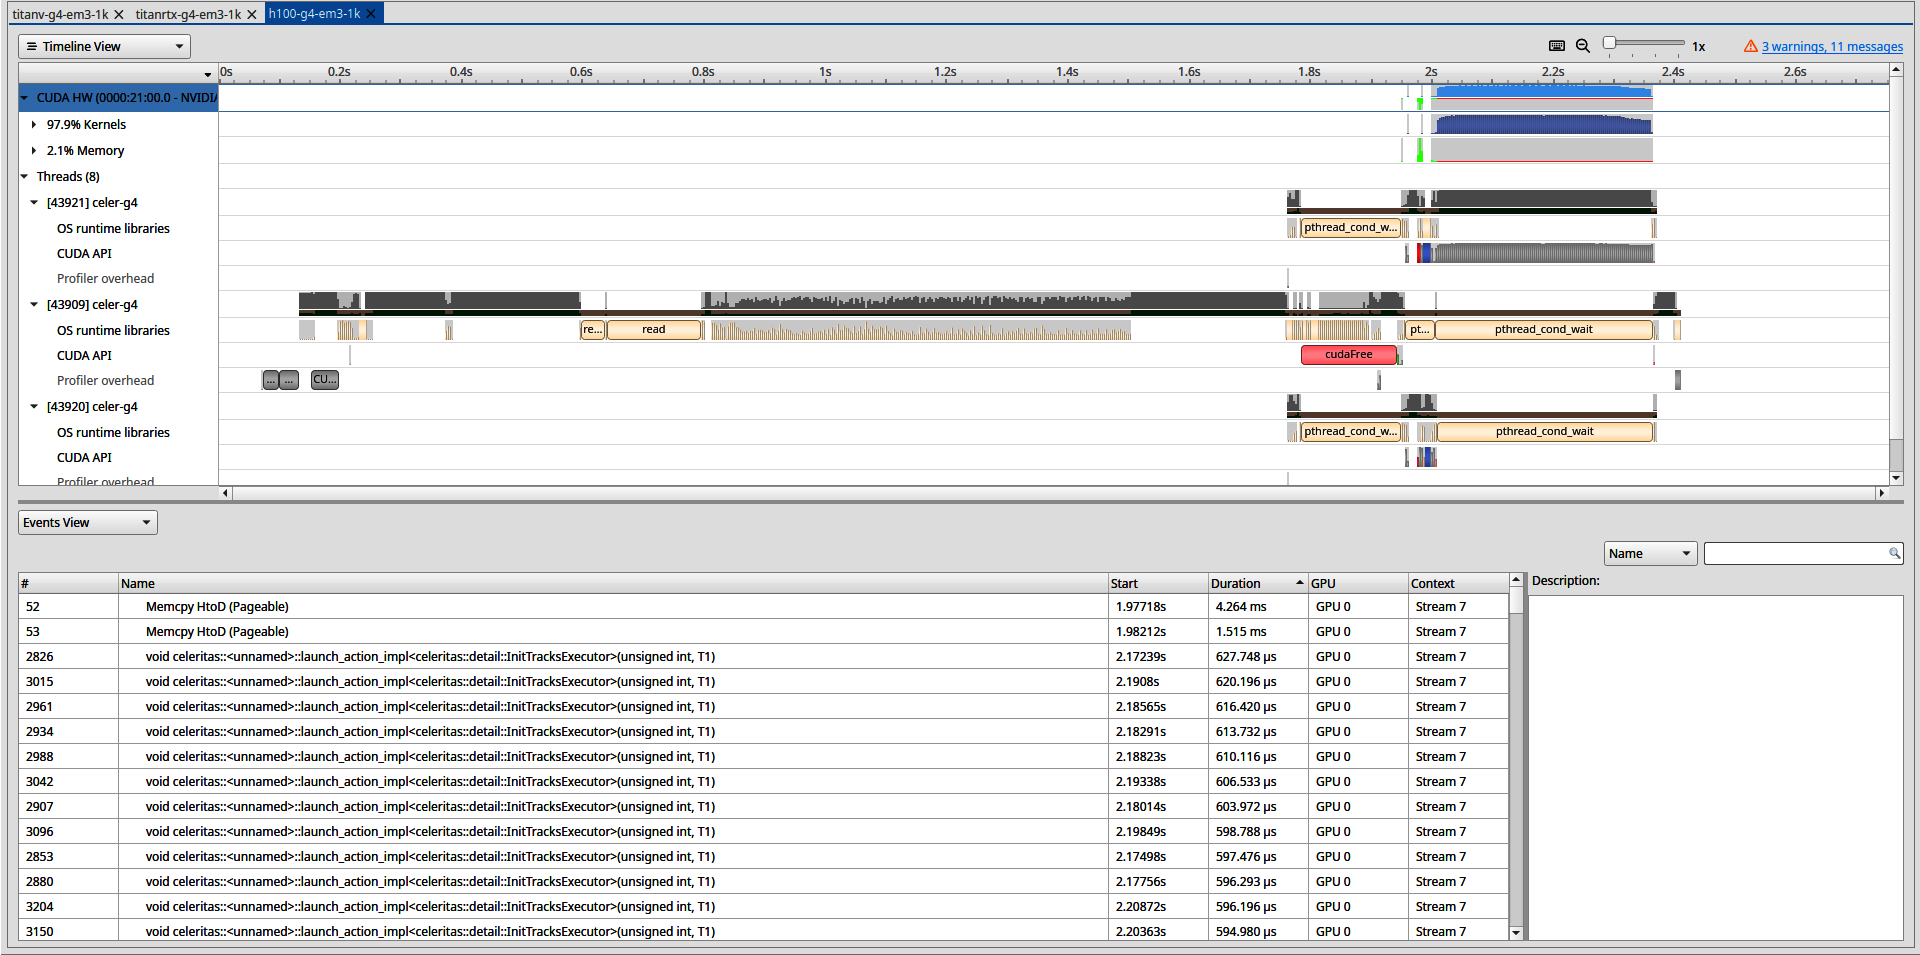 titanv-g4-em3-1k titanrtx-g4-em3-1k h100-g4-em3-1k
Timeline View 1x 3 warnings, 11 messages
0s 0.2s 0.4s 0.6s 0.8s 1s 1.2s 1.4s 1.6s 1.8s 2s 2.2s 2.4s 2.6s
CUDA HW (0000:21:00.0 - NVIDIA
97.9% Kernels
2.1% Memory
Threads (8)
[43921] celer-g4
OS runtime libraries pthread_cond_w...
CUDA API
Profiler overhead
[43909] celer-g4
OS runtime libraries re... read pt... pthread_cond_wait
CUDA API cudaFree
Profiler overhead ... ... CU...
[43920] celer-g4
OS runtime libraries pthread_cond_w... pthread_cond_wait
CUDA API
Profiler overhead
Events View
Name
# Name Start Duration GPU Context Description:
52 Memcpy HtoD (Pageable) 1.97718s 4.264 ms GPU 0 Stream 7
53 Memcpy HtoD (Pageable) 1.98212s 1.515 ms GPU 0 Stream 7
2826 void celeritas::<unnamed>::launch_action_impl<celeritas::detail::InitTracksExecutor>(unsigned int, T1) 2.17239s 627.748 μs GPU 0 Stream 7
3015 void celeritas::<unnamed>::launch_action_impl<celeritas::detail::InitTracksExecutor>(unsigned int, T1) 2.1908s 620.196 μs GPU 0 Stream 7
2961 void celeritas::<unnamed>::launch_action_impl<celeritas::detail::InitTracksExecutor>(unsigned int, T1) 2.18565s 616.420 μs GPU 0 Stream 7
2934 void celeritas::<unnamed>::launch_action_impl<celeritas::detail::InitTracksExecutor>(unsigned int, T1) 2.18291s 613.732 μs GPU 0 Stream 7
2988 void celeritas::<unnamed>::launch_action_impl<celeritas::detail::InitTracksExecutor>(unsigned int, T1) 2.18823s 610.116 μs GPU 0 Stream 7
3042 void celeritas::<unnamed>::launch_action_impl<celeritas::detail::InitTracksExecutor>(unsigned int, T1) 2.19338s 606.533 μs GPU 0 Stream 7
2907 void celeritas::<unnamed>::launch_action_impl<celeritas::detail::InitTracksExecutor>(unsigned int, T1) 2.18014s 603.972 μs GPU 0 Stream 7
3096 void celeritas::<unnamed>::launch_action_impl<celeritas::detail::InitTracksExecutor>(unsigned int, T1) 2.19849s 598.788 μs GPU 0 Stream 7
2853 void celeritas::<unnamed>::launch_action_impl<celeritas::detail::InitTracksExecutor>(unsigned int, T1) 2.17498s 597.476 μs GPU 0 Stream 7
2880 void celeritas::<unnamed>::launch_action_impl<celeritas::detail::InitTracksExecutor>(unsigned int, T1) 2.17756s 596.293 μs GPU 0 Stream 7
3204 void celeritas::<unnamed>::launch_action_impl<celeritas::detail::InitTracksExecutor>(unsigned int, T1) 2.20872s 596.196 μs GPU 0 Stream 7
3150 void celeritas::<unnamed>::launch_action_impl<celeritas::detail::InitTracksExecutor>(unsigned int, T1) 2.20363s 594.980 μs GPU 0 Stream 7